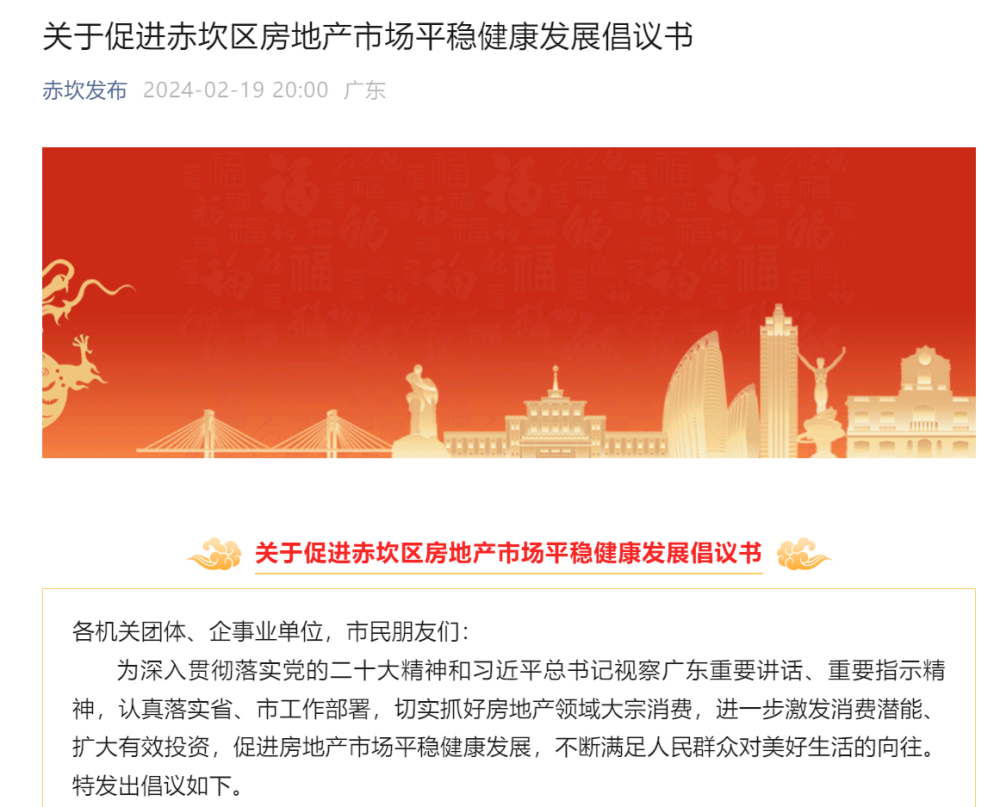 关于促进赤坎区房地产市场平稳健康发展倡议书
赤坎发布 2024-02-19 20:00 广东
关于促进赤坎区房地产市场平稳健康发展倡议书
各机关团体、企事业单位，市民朋友们：
为深入贯彻落实党的二十大精神和习近平总书记视察广东重要讲话、重要指示精
神，认真落实省、市工作部署，切实抓好房地产领域大宗消费，进一步激发消费潜能、
扩大有效投资，促进房地产市场平稳健康发展，不断满足人民群众对美好生活的向往。
特发出倡议如下。